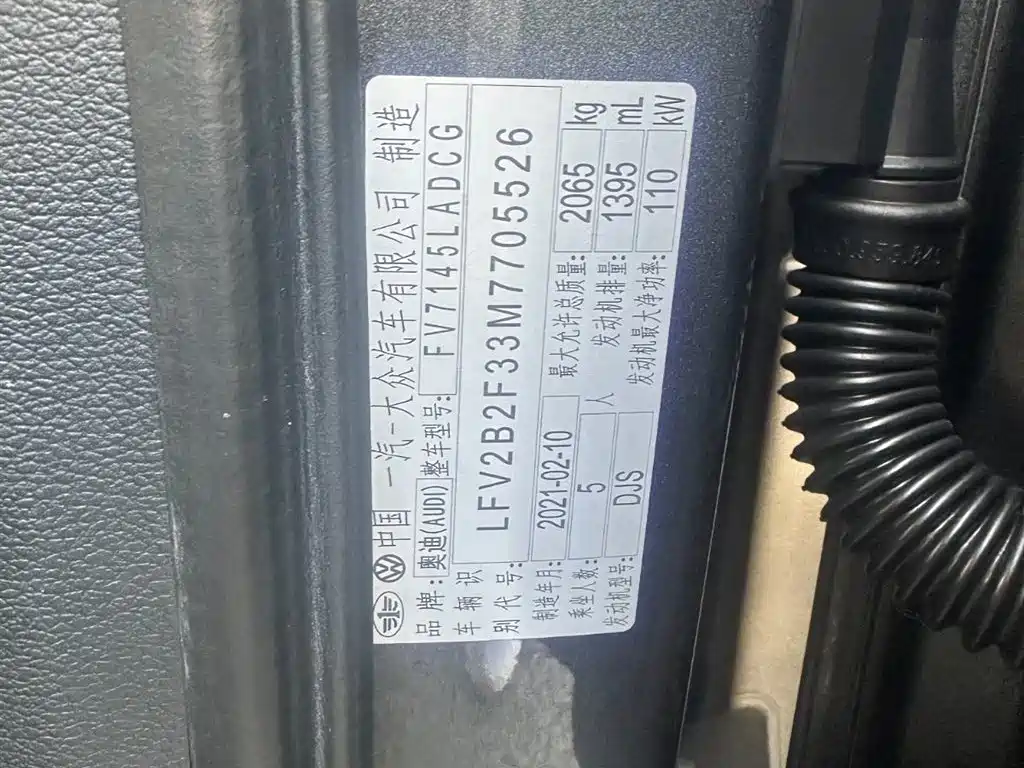 中国 一汽-大众汽车有限公司 制造
品牌: 奥迪(AUDI) 整车型号: FV7145LADCG
车辆识别代号: LFV2B2F33M7705526
制造年月: 2021-02-10 最大允许总质量: 2065 kg
乘坐人数: 5 人 发动机排量: 1395 mL
发动机型号: DJS 发动机最大净功率: 110 kW